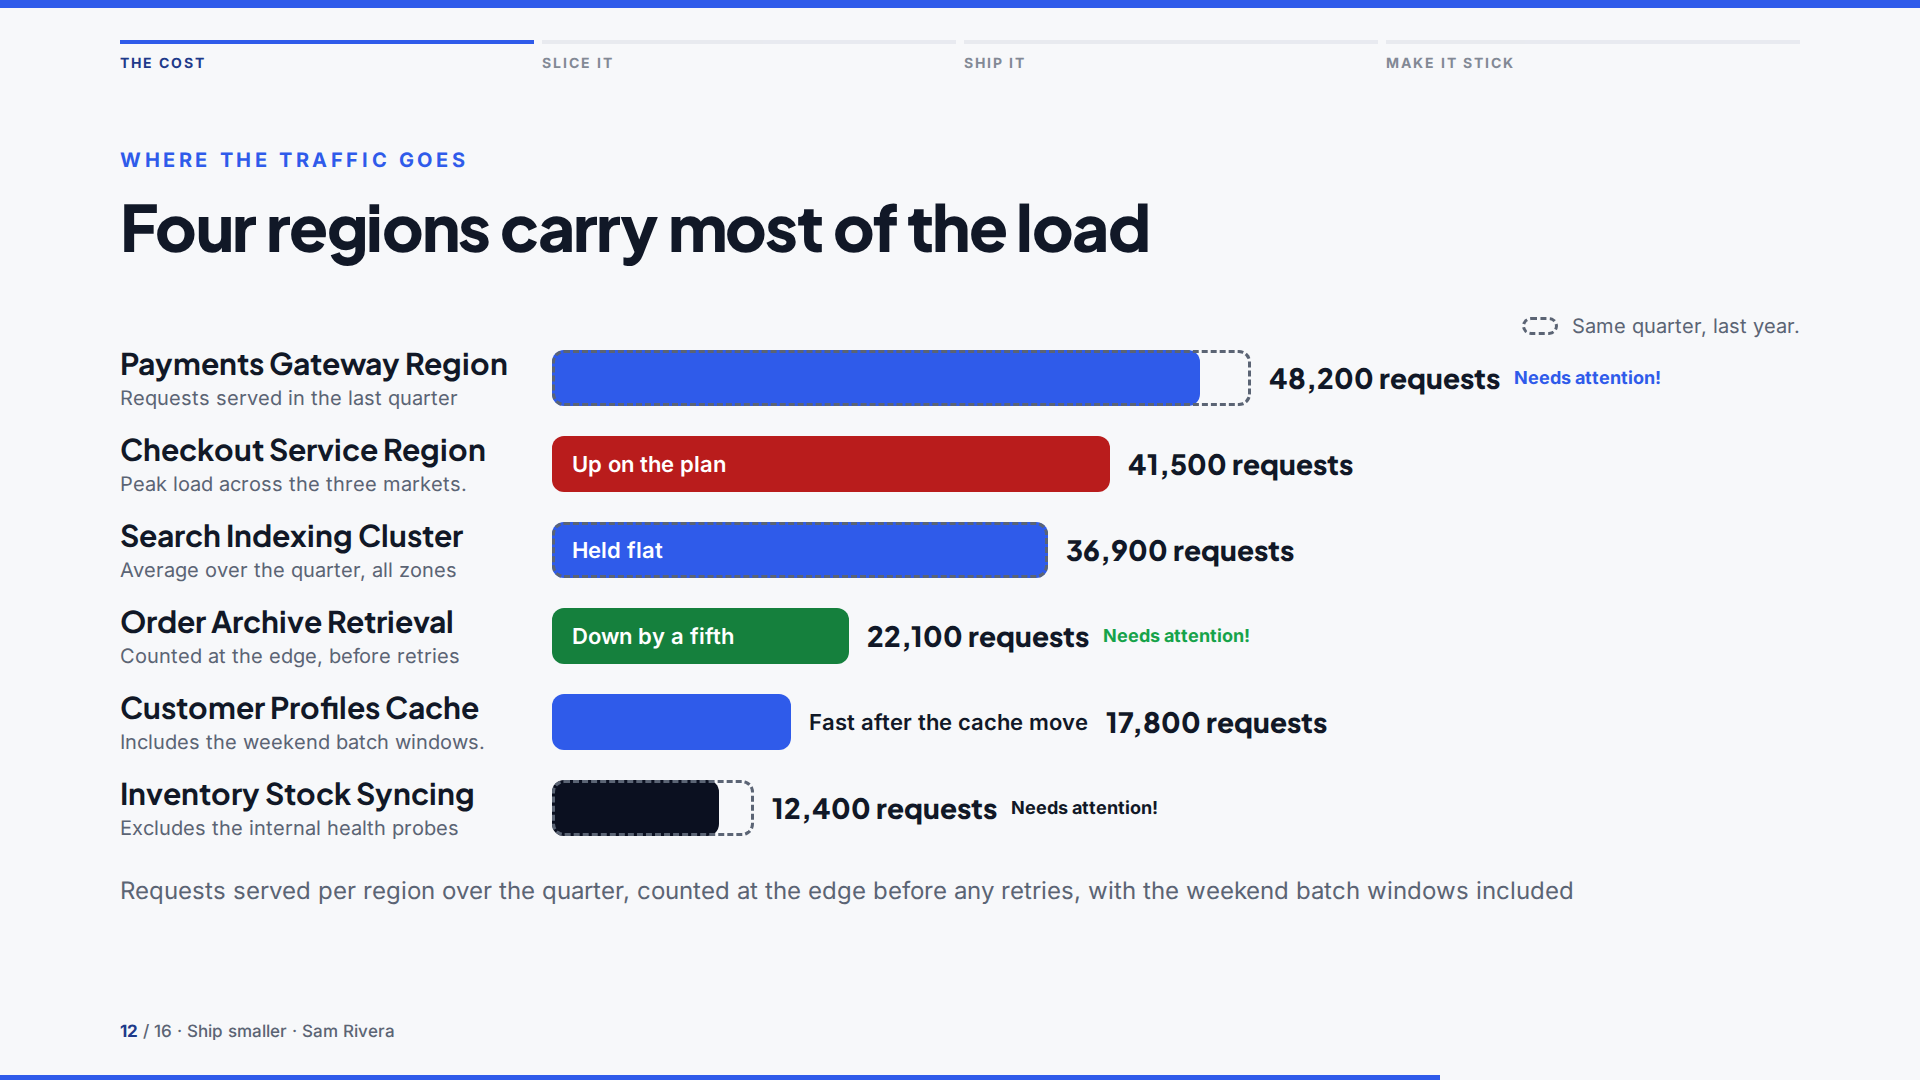 THE COST
SLICE IT
SHIP IT
MAKE IT STICK
WHERE THE TRAFFIC GOES
Four regions carry most of the load
Same quarter, last year.
Payments Gateway Region
Requests served in the last quarter
48,200 requests Needs attention!
Checkout Service Region
Peak load across the three markets.
Up on the plan
41,500 requests
Search Indexing Cluster
Average over the quarter, all zones
Held flat
36,900 requests
Order Archive Retrieval
Counted at the edge, before retries
Down by a fifth
22,100 requests Needs attention!
Customer Profiles Cache
Includes the weekend batch windows.
Fast after the cache move
17,800 requests
Inventory Stock Syncing
Excludes the internal health probes
12,400 requests Needs attention!
Requests served per region over the quarter, counted at the edge before any retries, with the weekend batch windows included
12 / 16 · Ship smaller · Sam Rivera